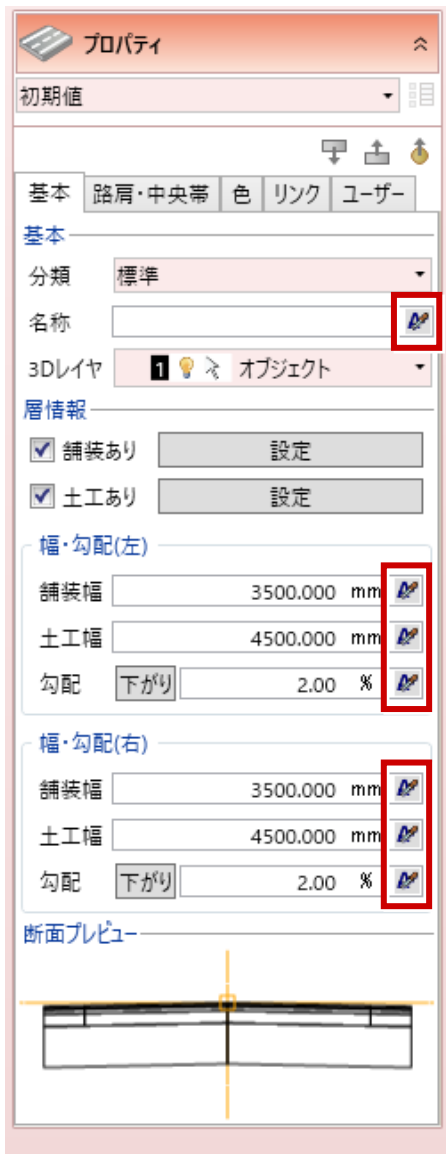 プロパティ
初期値
基本 路肩・中央帯 色 リンク ユーザー
基本
分類 標準
名称
3Dレイヤ 1 オブジェクト
層情報
舗装あり 設定
土工あり 設定
幅・勾配(左)
舗装幅 3500.000 mm
土工幅 4500.000 mm
勾配 下がり 2.00 %
幅・勾配(右)
舗装幅 3500.000 mm
土工幅 4500.000 mm
勾配 下がり 2.00 %
断面プレビュー